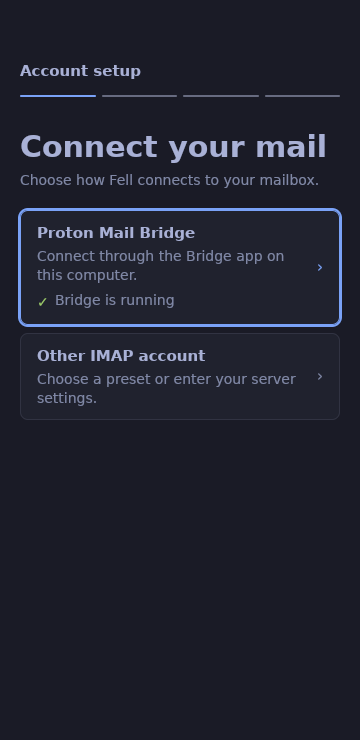 Account setup
Connect your mail
Choose how Fell connects to your mailbox.
Proton Mail Bridge
Connect through the Bridge app on
this computer.
✓ Bridge is running
Other IMAP account
Choose a preset or enter your server
settings.